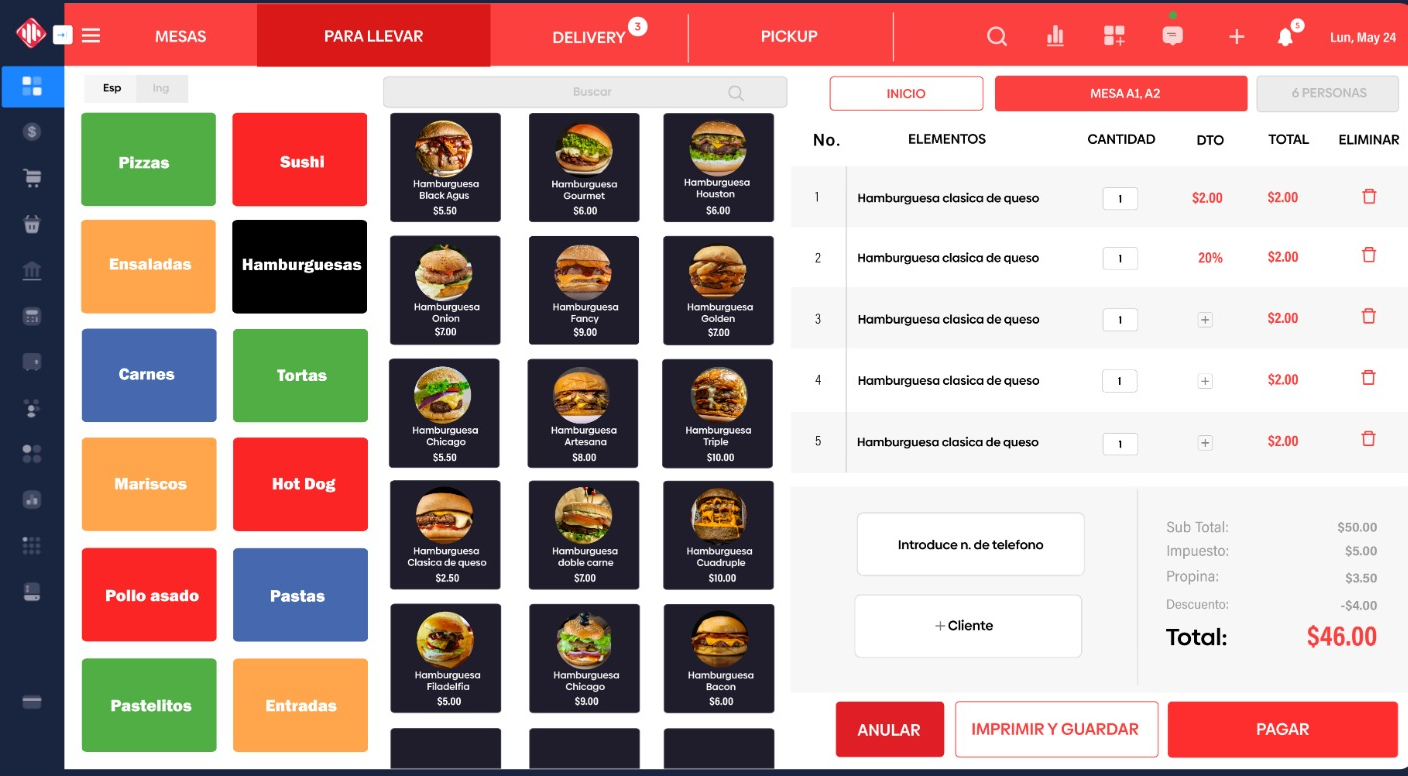 MESAS
PARA LLEVAR
DELIVERY 3
PICKUP
5
Lun, May 24
Esp
Ing
Buscar
INICIO
MESA A1, A2
6 PERSONAS
Pizzas
Sushi
Ensaladas
Hamburguesas
Carnes
Tortas
Mariscos
Hot Dog
Pollo asado
Pastas
Pastelitos
Entradas
Hamburguesa
Black Agus
$5.50
Hamburguesa
Gourmet
$6.00
Hamburguesa
Houston
$6.00
Hamburguesa
Onion
$7.00
Hamburguesa
Fancy
$9.00
Hamburguesa
Golden
$7.00
Hamburguesa
Chicago
$5.50
Hamburguesa
Artesana
$8.00
Hamburguesa
Triple
$10.00
Hamburguesa
Clasica de queso
$2.50
Hamburguesa
doble carne
$7.00
Hamburguesa
Cuadruple
$10.00
Hamburguesa
Filadelfia
$5.00
Hamburguesa
Chicago
$9.00
Hamburguesa
Bacon
$6.00
No. ELEMENTOS CANTIDAD DTO TOTAL ELIMINAR
1 Hamburguesa clasica de queso 1 $2.00 $2.00
2 Hamburguesa clasica de queso 1 20% $2.00
3 Hamburguesa clasica de queso 1 + $2.00
4 Hamburguesa clasica de queso 1 + $2.00
5 Hamburguesa clasica de queso 1 + $2.00
Introduce n. de telefono
+ Cliente
Sub Total: $50.00
Impuesto: $5.00
Propina: $3.50
Descuento: -$4.00
Total: $46.00
ANULAR
IMPRIMIR Y GUARDAR
PAGAR